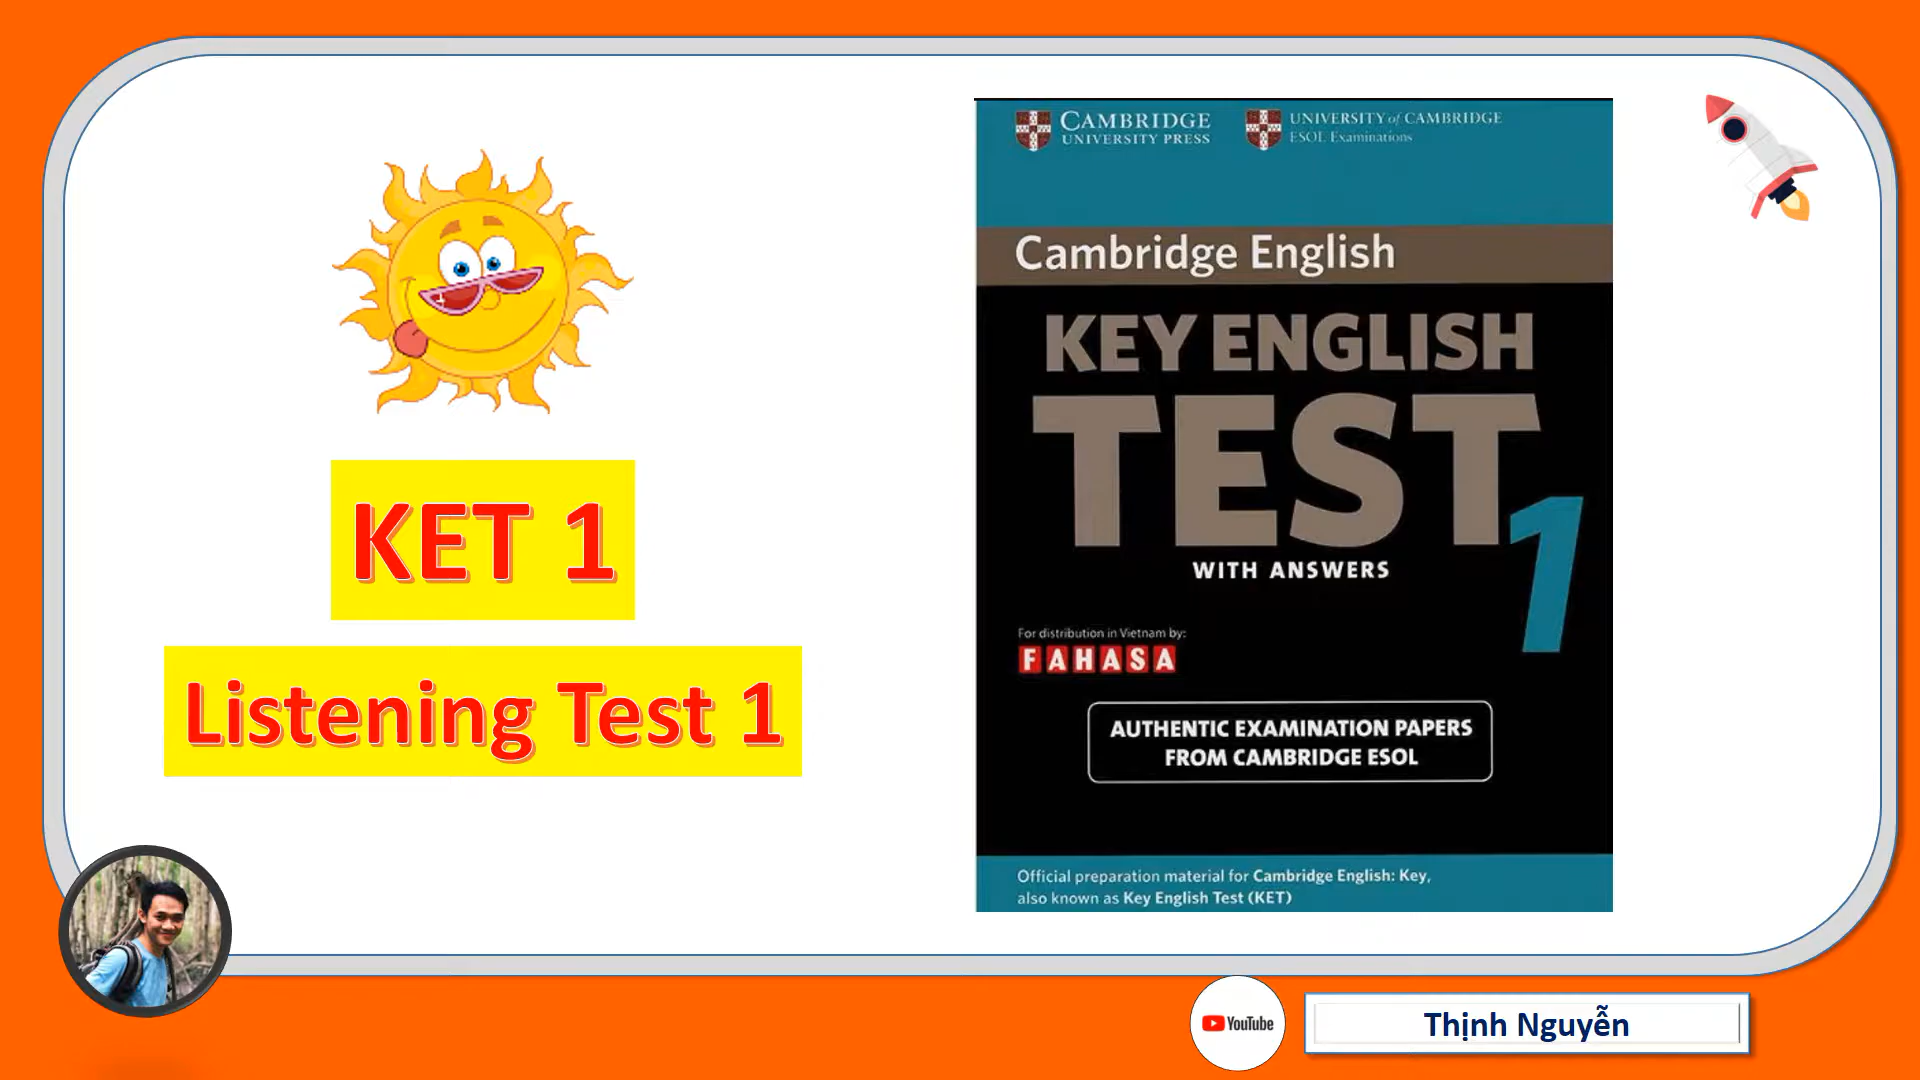 CAMBRIDGE
UNIVERSITY PRESS
UNIVERSITY of CAMBRIDGE
ESOL Examinations
Cambridge English
KEY ENGLISH
TEST 1
WITH ANSWERS
For distribution in Vietnam by:
FAHASA
AUTHENTIC EXAMINATION PAPERS
FROM CAMBRIDGE ESOL
Official preparation material for Cambridge English: Key,
also known as Key English Test (KET)
KET 1
Listening Test 1
YouTube
Thịnh Nguyễn